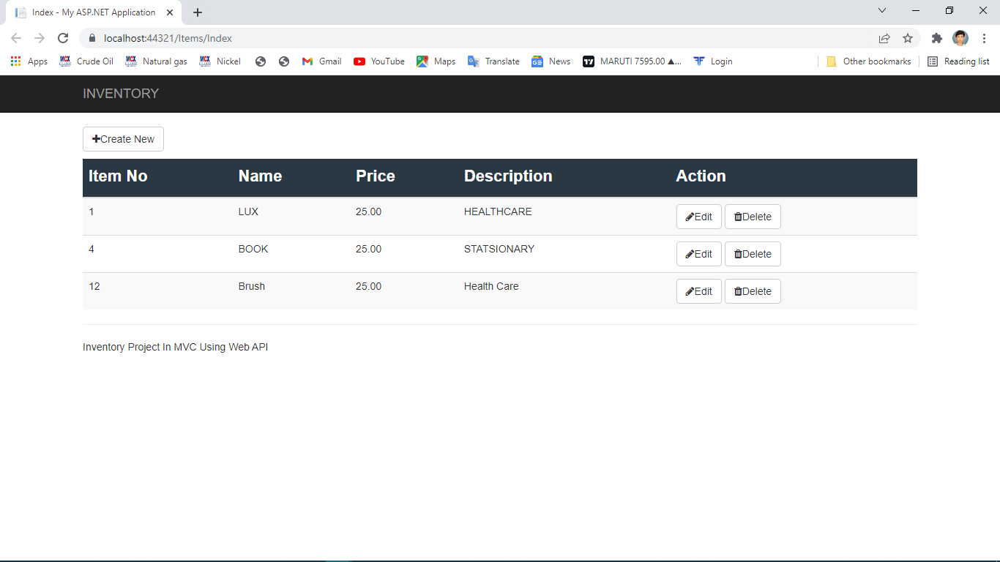 Index - My ASP.NET Application
localhost:44321/Items/Index
Apps MCX Crude Oil MCX Natural gas MCX Nickel Gmail YouTube Maps Translate News MARUTI 7595.00 ▲... Login Other bookmarks Reading list
INVENTORY
Create New
Item No Name Price Description Action
1 LUX 25.00 HEALTHCARE Edit Delete
4 BOOK 25.00 STATSIONARY Edit Delete
12 Brush 25.00 Health Care Edit Delete
Inventory Project In MVC Using Web API